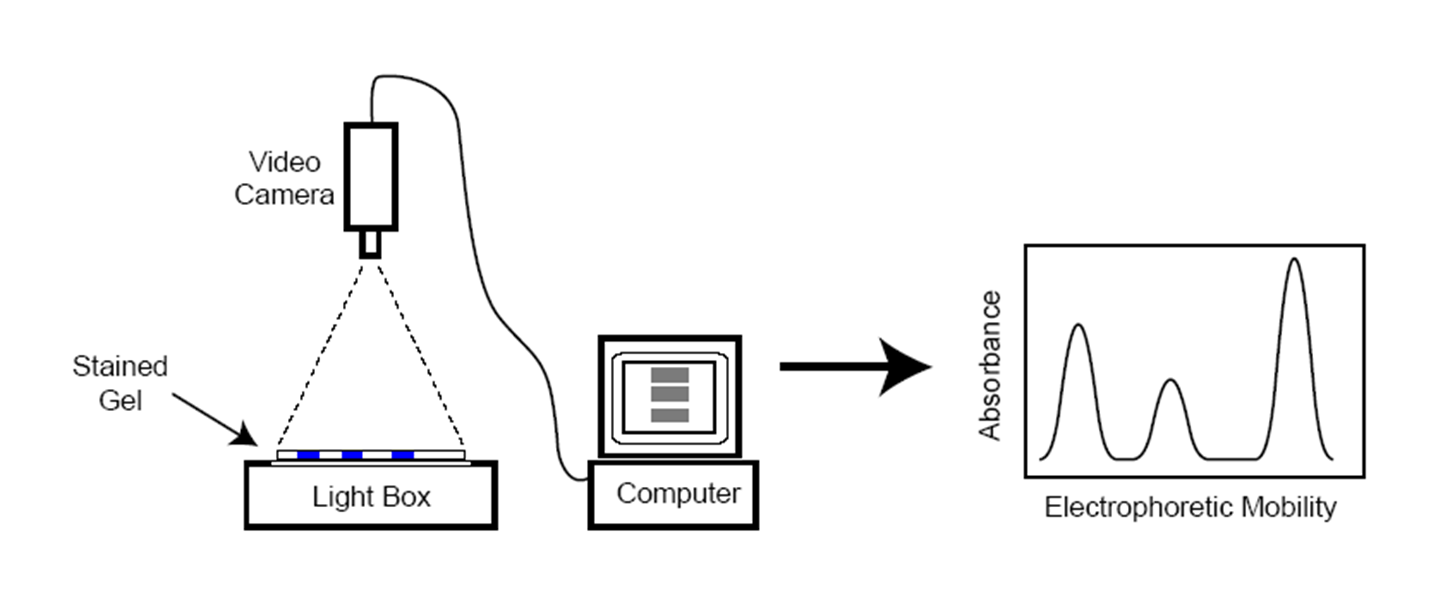 Video
Camera
Stained
Gel
Light Box
Computer
Absorbance
Electrophoretic Mobility